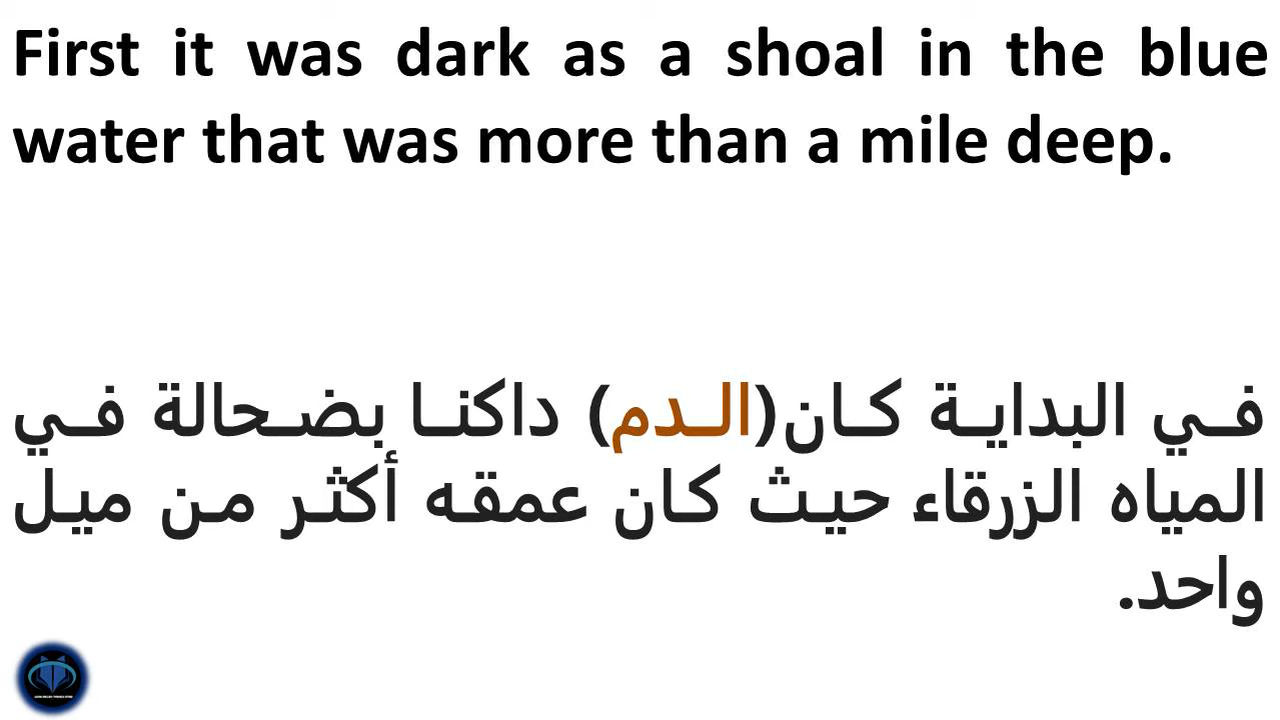 First it was dark as a shoal in the blue
water that was more than a mile deep.
في البداية كان(الدم) داكنا بضحالة في
المياه الزرقاء حيث كان عمقه أكثر من ميل
واحد.